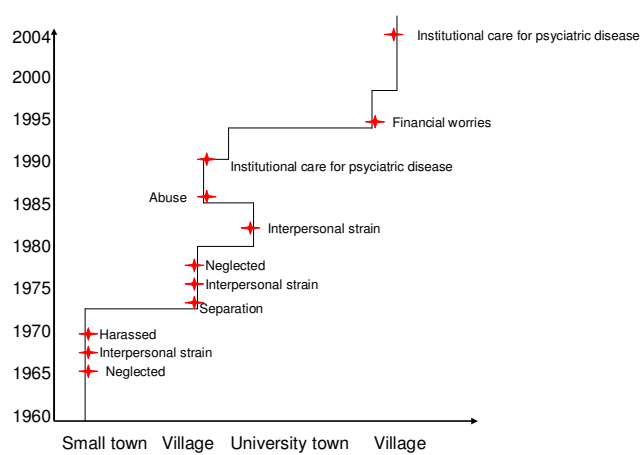 2004
Institutional care for psyciatric disease
2000
1995
Financial worries
1990
Institutional care for psyciatric disease
Abuse
1985
Interpersonal strain
1980
Neglected
1975
Interpersonal strain
Separation
1970
Harassed
Interpersonal strain
1965
Neglected
1960
Small town Village University town Village